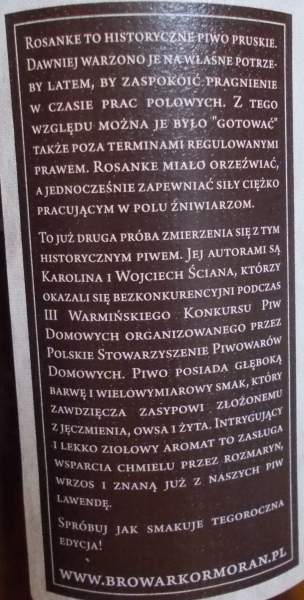 Rosanke to historyczne piwo pruskie.
Dawniej warzono je na własne potrze-
by latem, by zaspokoić pragnienie
w czasie prac polowych. Z tego
względu można je było "gotować"
także poza terminami regulowanymi
prawem. Rosanke miało orzeźwiać,
a jednocześnie zapewniać siły ciężko
pracującym w polu żniwiarzom.
To już druga próba zmierzenia się z tym
historycznym piwem. Jej autorami są
Karolina i Wojciech Ściana, którzy
okazali się bezkonkurencyjni podczas
III Warmińskiego Konkursu Piw
Domowych organizowanego przez
Polskie Stowarzyszenie Piwowarów
Domowych. Piwo posiada głęboką
barwę i wielowymiarowy smak, który
zawdzięcza zasypowi złożonemu
z jęczmienia, owsa i żyta. Intrygujący
i lekko ziołowy aromat to zasługa
wsparcia chmielu przez rozmaryn,
wrzos i znaną już z naszych piw
lawendę.
Spróbuj jak smakuje tegoroczna
edycja!
www.browarkormoran.pl